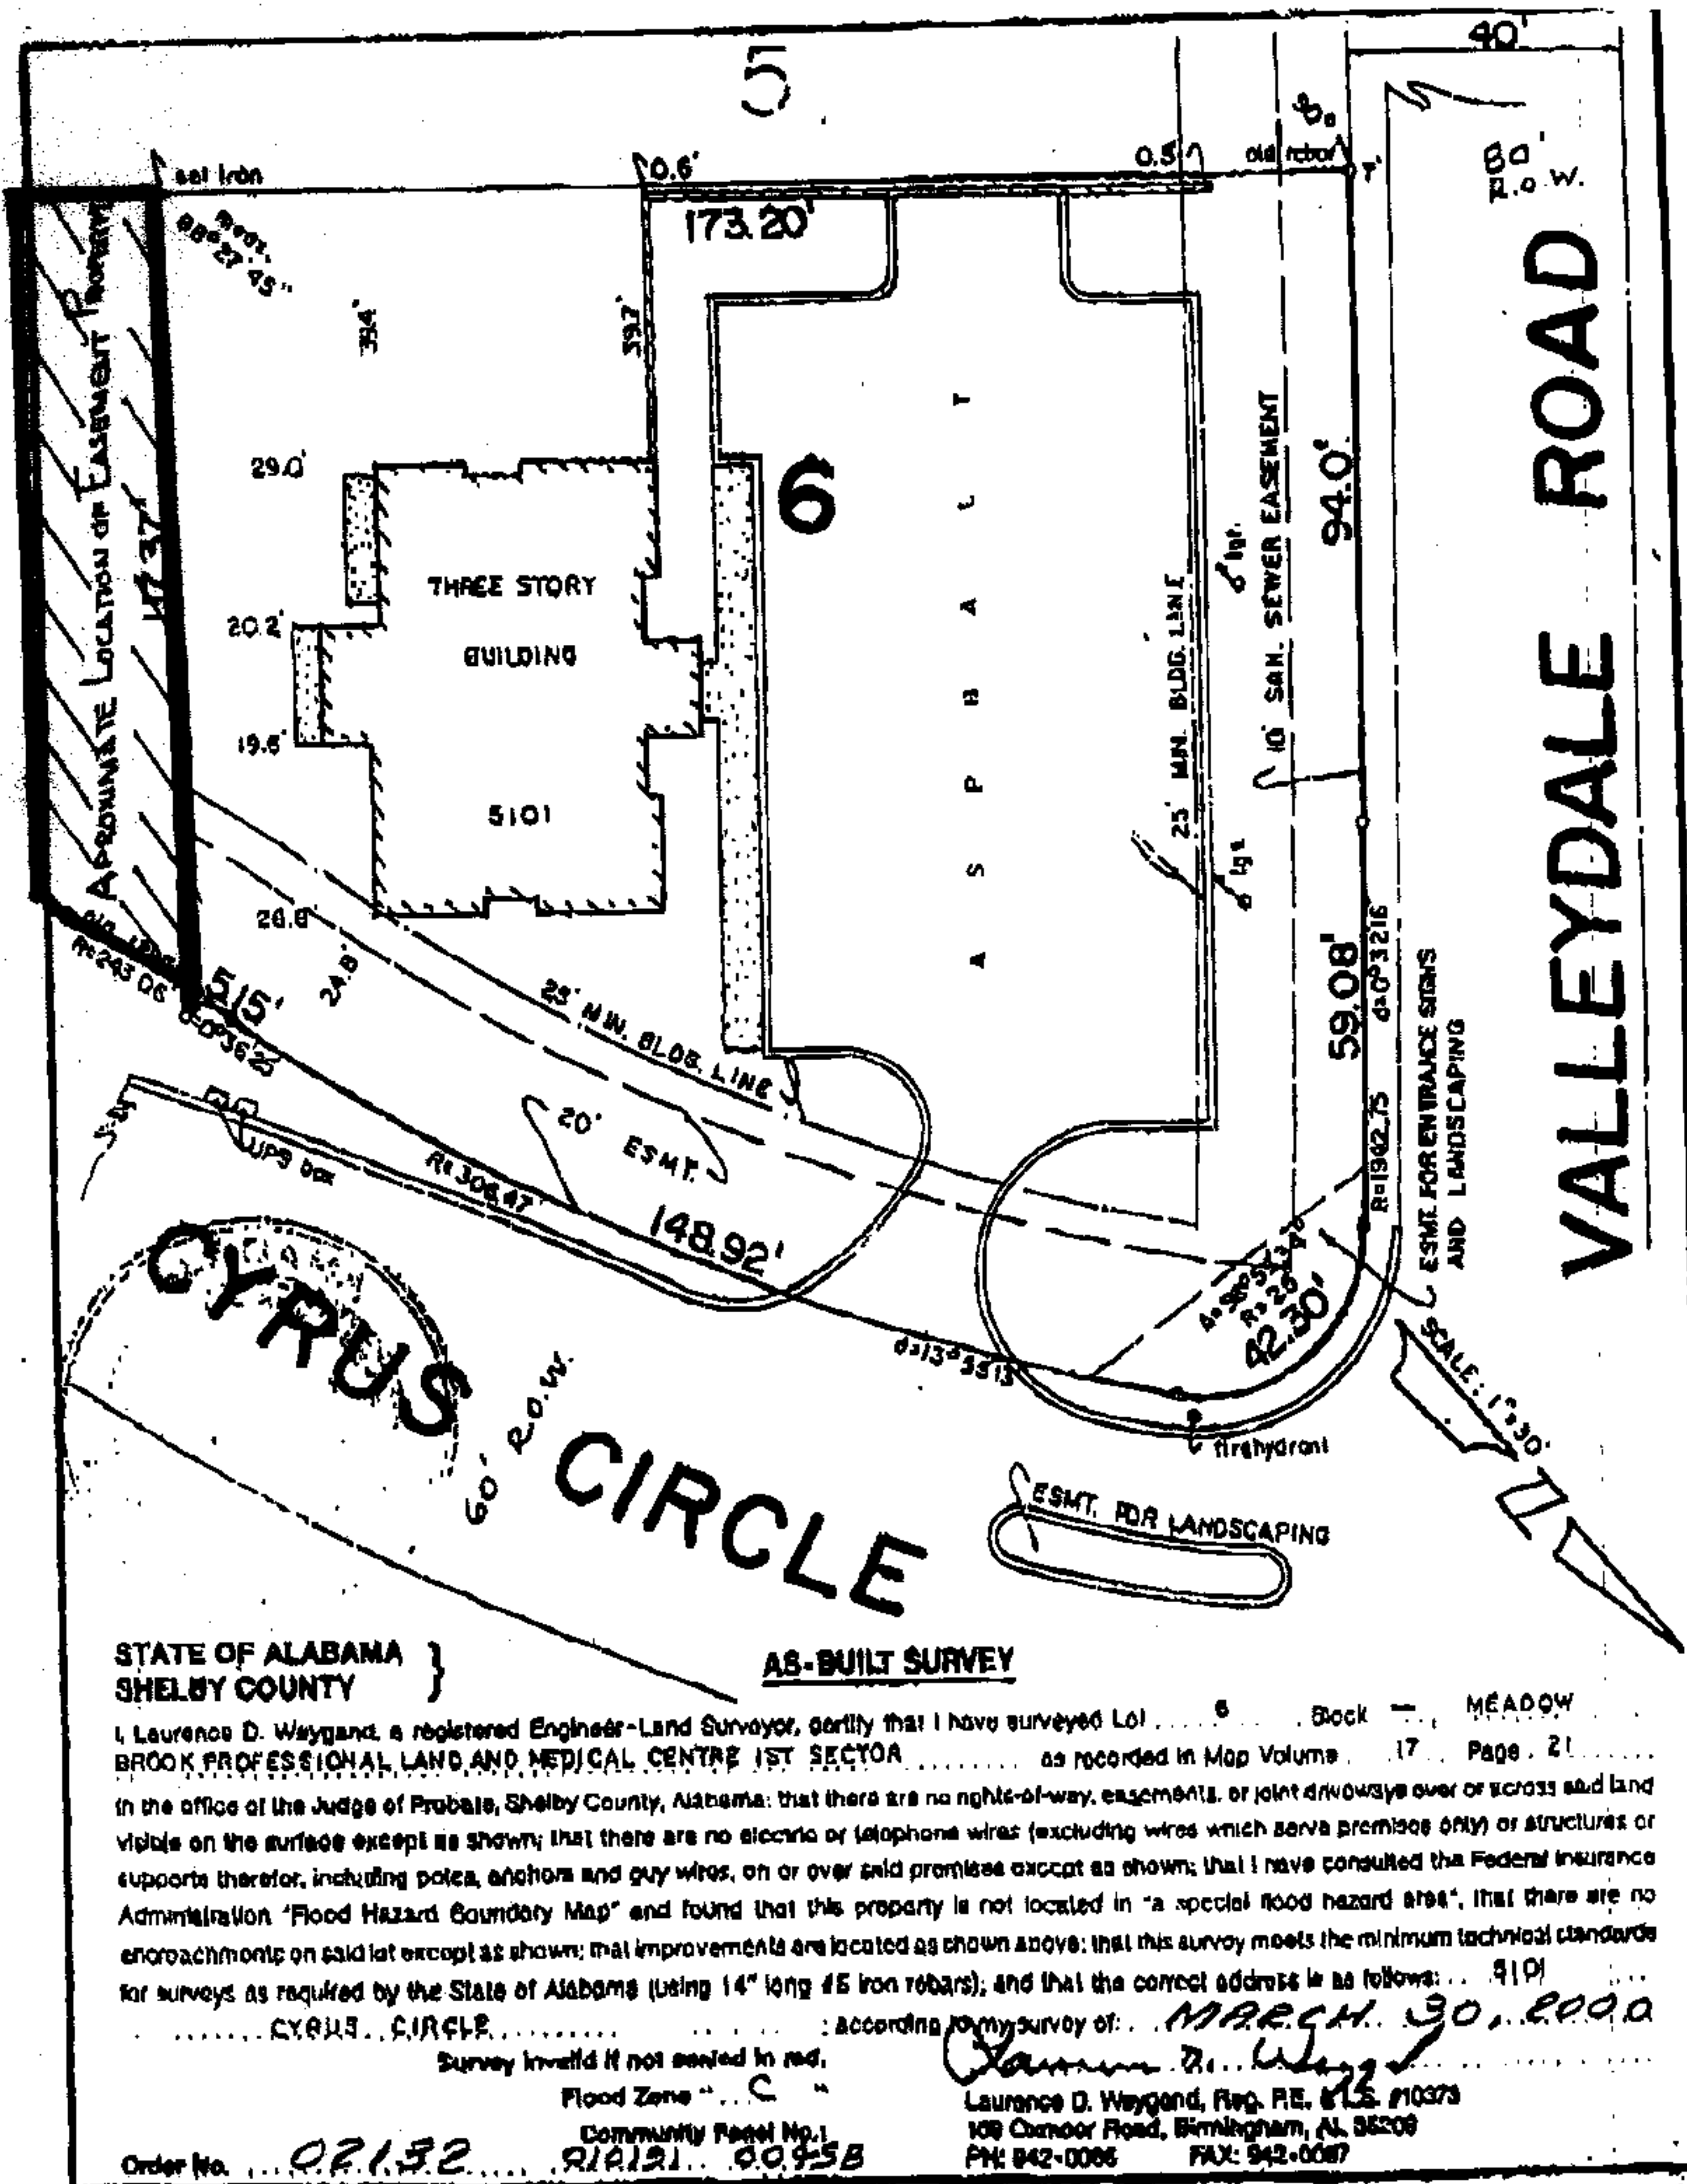 5
40'
80'
R.O.W.
set iron
0.6'
0.5'
old rebar
173.20'
39.4'
39.7'
APPROXIMATE LOCATION OF EASEMENT PROPERTY
29.0'
6
THREE STORY
BUILDING
5101
20.2'
19.6'
ASPHALT
25' MIN. BLDG. LINE
lgt.
lgt.
10' SAN. SEWER EASEMENT
94.0'
VALLEYDALE ROAD
59.08'
R=1962.75
ESMT. FOR ENTRANCE SIGNS
AND LANDSCAPING
24.8'
R=243.06
5.15'
25' MIN. BLDG. LINE
20' ESMT.
UPS box
R=306.47'
148.92'
42.30'
firehydrant
SCALE: 1"=30'
CYRUS CIRCLE
60' R.O.W.
ESMT. FOR LANDSCAPING
STATE OF ALABAMA }
SHELBY COUNTY
AS-BUILT SURVEY
I, Laurence D. Weygand, a registered Engineer-Land Surveyor, certify that I have surveyed Lot 6 Block —, MEADOW
BROOK PROFESSIONAL LAND AND MEDICAL CENTRE 1ST SECTOR as recorded in Map Volume 17 Page 21
in the office of the Judge of Probate, Shelby County, Alabama: that there are no rights-of-way, easements, or joint driveways over or across said land
visible on the surface except as shown; that there are no electric or telephone wires (excluding wires which serve premises only) or structures or
supports therefor, including poles, anchors and guy wires, on or over said premises except as shown; that I have consulted the Federal Insurance
Administration "Flood Hazard Boundary Map" and found that this property is not located in "a special flood hazard area", that there are no
encroachments on said lot except as shown; that improvements are located as shown above; that this survey meets the minimum technical standards
for surveys as required by the State of Alabama (using 14" long #5 iron rebars); and that the correct address is as follows: 5101
CYRUS CIRCLE : according to my survey of: MARCH 30, 2000
Survey invalid if not sealed in red.
Flood Zone " C "
Laurence D. Weygand, Reg. P.E. & L.S. #10373
Community Panel No.
Birmingham, AL 35209
Order No. 02132
PH: 942-0086 FAX: 942-0087